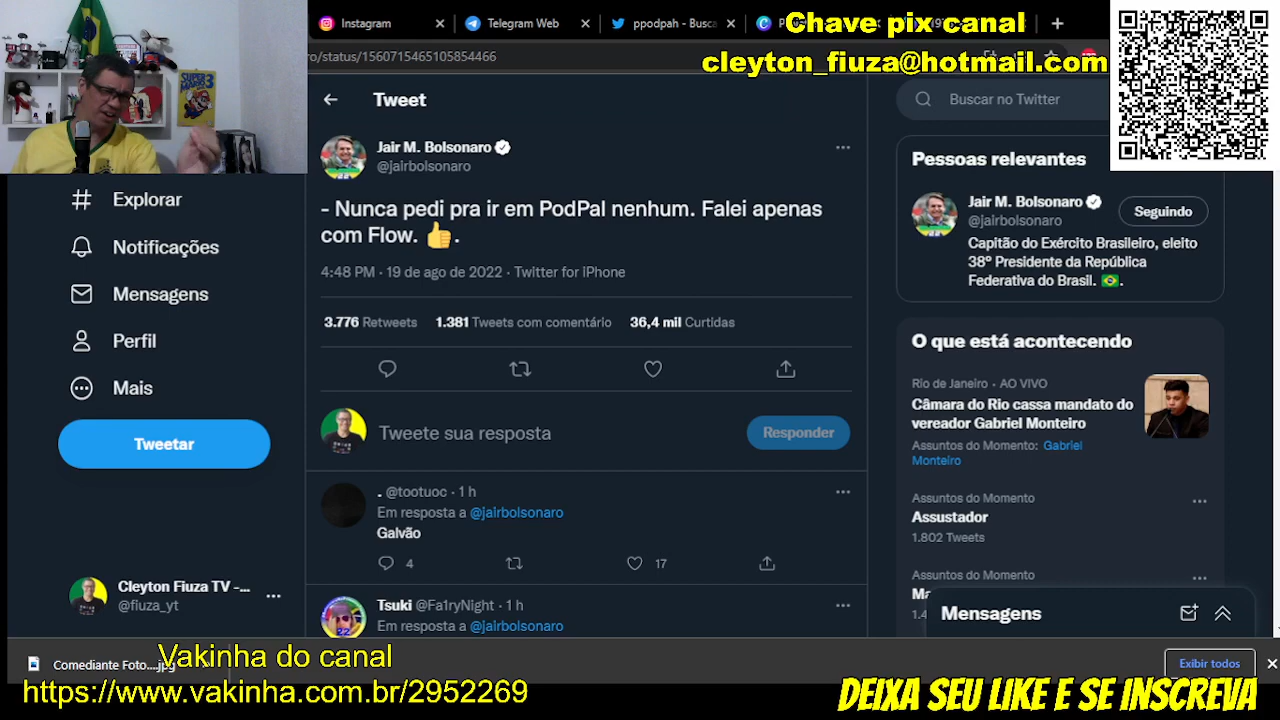 Instagram
Telegram Web
ppodpah - Busca
Chave pix canal
cleyton_fiuza@hotmail.com
ro/status/1560715465105854466
SUPER
MARIO
3
Tweet
Buscar no Twitter
Jair M. Bolsonaro
@jairbolsonaro
- Nunca pedi pra ir em PodPal nenhum. Falei apenas
com Flow. 👍.
4:48 PM · 19 de ago de 2022 · Twitter for iPhone
3.776 Retweets 1.381 Tweets com comentário 36,4 mil Curtidas
Tweete sua resposta
Responder
. @tootuoc · 1 h
Em resposta a @jairbolsonaro
Galvão
4
17
Tsuki @Fa1ryNight · 1 h
Em resposta a @jairbolsonaro
22
Explorar
Notificações
Mensagens
Perfil
Mais
Tweetar
Cleyton Fiuza TV -...
@fiuza_yt
Pessoas relevantes
Jair M. Bolsonaro
@jairbolsonaro
Seguindo
Capitão do Exército Brasileiro, eleito
38º Presidente da República
Federativa do Brasil. 🇧🇷.
O que está acontecendo
Rio de Janeiro · AO VIVO
Câmara do Rio cassa mandato do
vereador Gabriel Monteiro
Assuntos do Momento: Gabriel
Monteiro
Assuntos do Momento
Assustador
1.802 Tweets
Assuntos do Momento
Mensagens
Comediante Foto....jpg
Exibir todos
Vakinha do canal
https://www.vakinha.com.br/2952269
DEIXA SEU LIKE E SE INSCREVA